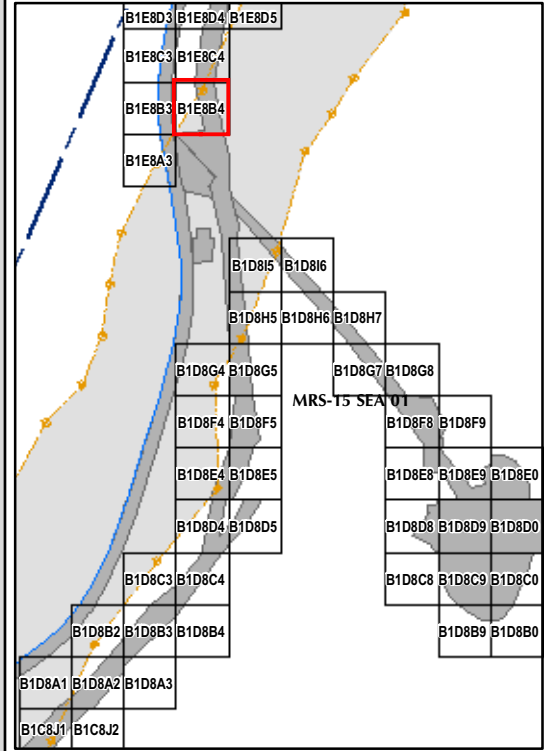 B1E8D3 B1E8D4 B1E8D5
B1E8C3 B1E8C4
B1E8B3 B1E8B4
B1E8A3
B1D8I5 B1D8I6
B1D8H5 B1D8H6 B1D8H7
B1D8G4 B1D8G5 B1D8G7 B1D8G8
MRS-15 SEA 01
B1D8F4 B1D8F5 B1D8F8 B1D8F9
B1D8E4 B1D8E5 B1D8E8 B1D8E9 B1D8E0
B1D8D4 B1D8D5 B1D8D8 B1D8D9 B1D8D0
B1D8C3 B1D8C4 B1D8C8 B1D8C9 B1D8C0
B1D8B2 B1D8B3 B1D8B4 B1D8B9 B1D8B0
B1D8A1 B1D8A2 B1D8A3
B1C8J1 B1C8J2